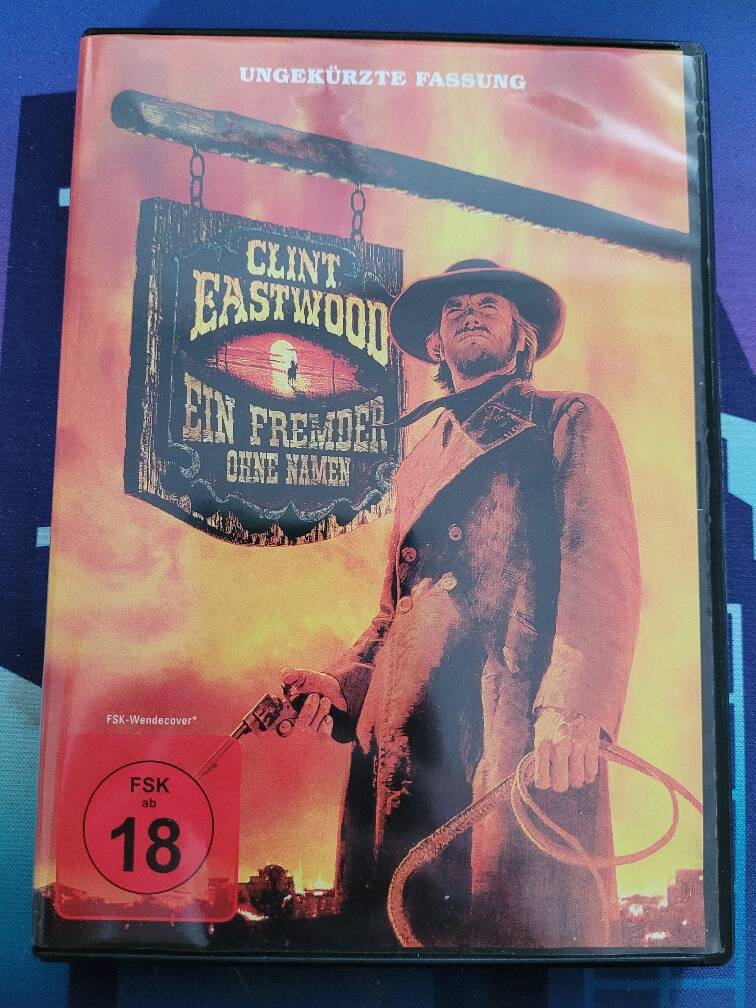 UNGEKÜRZTE FASSUNG
CLINT
EASTWOOD
EIN FREMDER
OHNE NAMEN
FSK-Wendecover*
FSK
ab
18